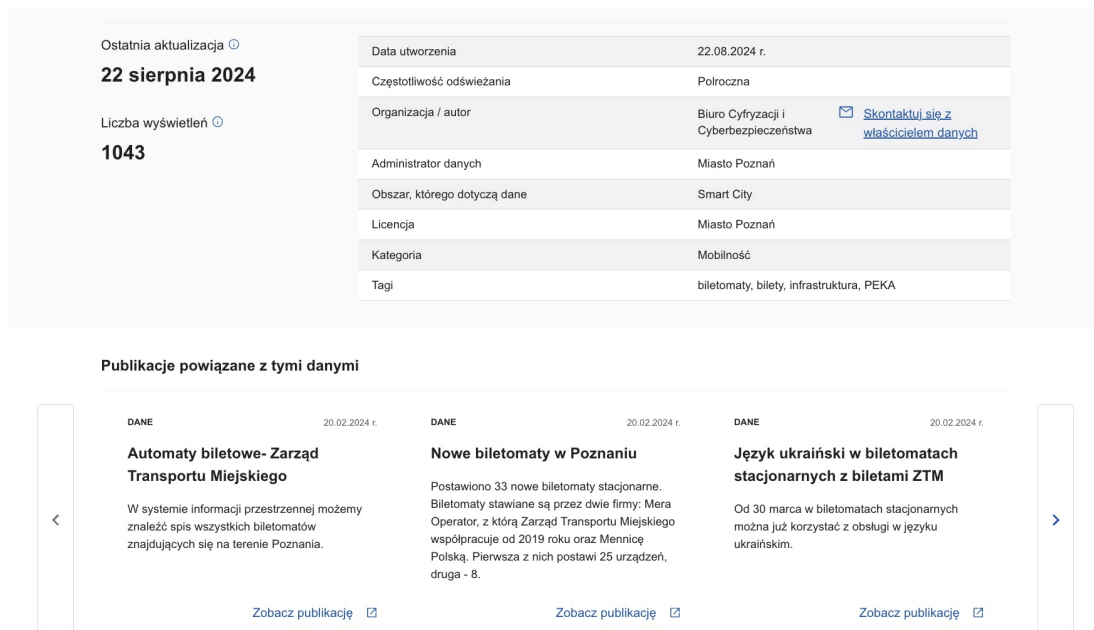 Ostatnia aktualizacja
22 sierpnia 2024
Liczba wyświetleń
1043
Data utworzenia 22.08.2024 r.
Częstotliwość odświeżania Polroczna
Organizacja / autor Biuro Cyfryzacji i Cyberbezpieczeństwa Skontaktuj się z właścicielem danych
Administrator danych Miasto Poznań
Obszar, którego dotyczą dane Smart City
Licencja Miasto Poznań
Kategoria Mobilność
Tagi biletomaty, bilety, infrastruktura, PEKA
Publikacje powiązane z tymi danymi
DANE 20.02.2024 r.
Automaty biletowe- Zarząd
Transportu Miejskiego
W systemie informacji przestrzennej możemy
znaleźć spis wszystkich biletomatów
znajdujących się na terenie Poznania.
Zobacz publikację
DANE 20.02.2024 r.
Nowe biletomaty w Poznaniu
Postawiono 33 nowe biletomaty stacjonarne.
Biletomaty stawiane są przez dwie firmy: Mera
Operator, z którą Zarząd Transportu Miejskiego
współpracuje od 2019 roku oraz Mennicę
Polską. Pierwsza z nich postawi 25 urządzeń,
druga - 8.
Zobacz publikację
DANE 20.02.2024 r.
Język ukraiński w biletomatach
stacjonarnych z biletami ZTM
Od 30 marca w biletomatach stacjonarnych
można już korzystać z obsługi w języku
ukraińskim.
Zobacz publikację